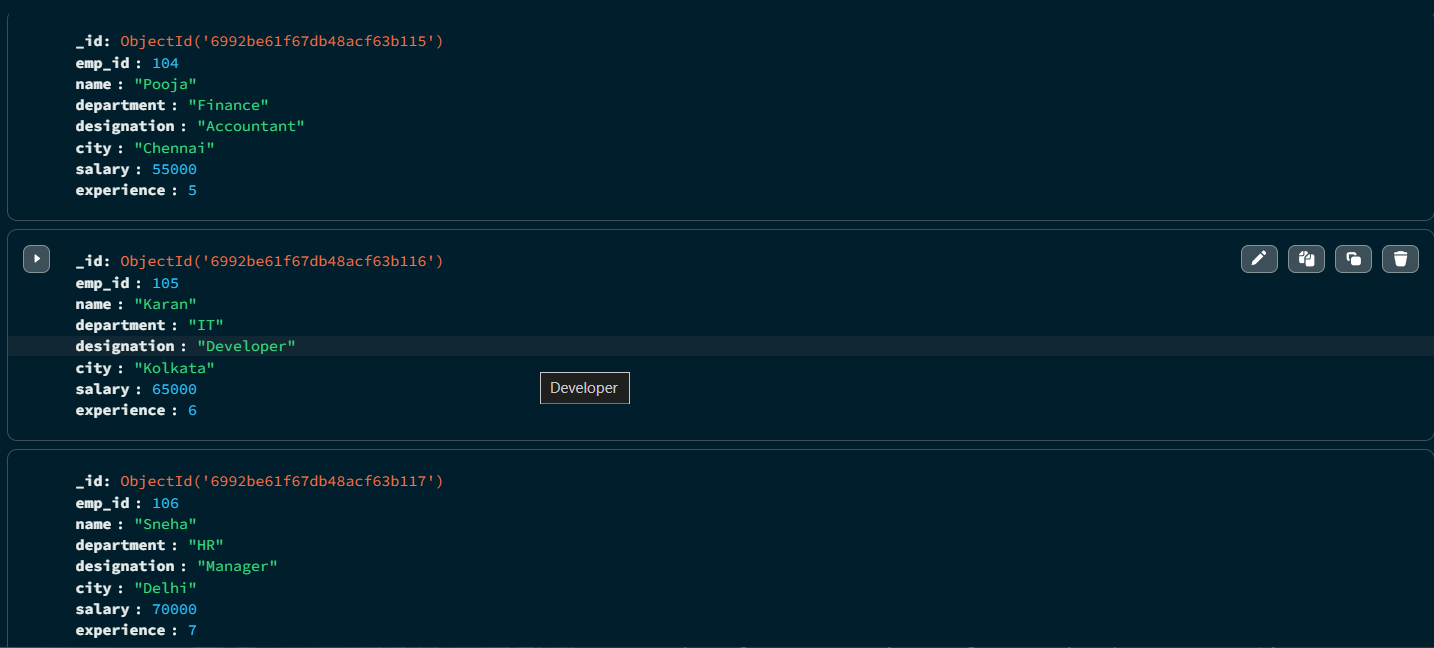 _id: ObjectId('6992be61f67db48acf63b115')
emp_id : 104
name : "Pooja"
department : "Finance"
designation : "Accountant"
city : "Chennai"
salary : 55000
experience : 5
_id: ObjectId('6992be61f67db48acf63b116')
emp_id : 105
name : "Karan"
department : "IT"
designation : "Developer"
city : "Kolkata"
Developer
salary : 65000
experience : 6
_id: ObjectId('6992be61f67db48acf63b117')
emp_id : 106
name : "Sneha"
department : "HR"
designation : "Manager"
city : "Delhi"
salary : 70000
experience : 7